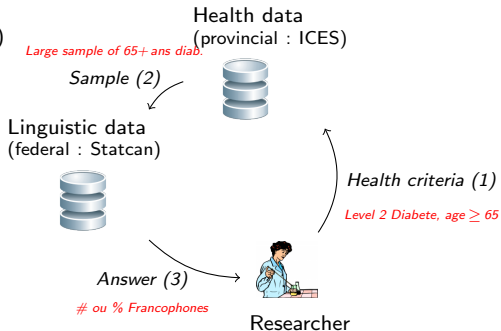 Health data
(provincial : ICES)
)
Large sample of 65+ ans diab.
Sample (2)
Linguistic data
(federal : Statcan)
Health criteria (1)
Level 2 Diabete, age ≥ 65
Answer (3)
# ou % Francophones
Researcher